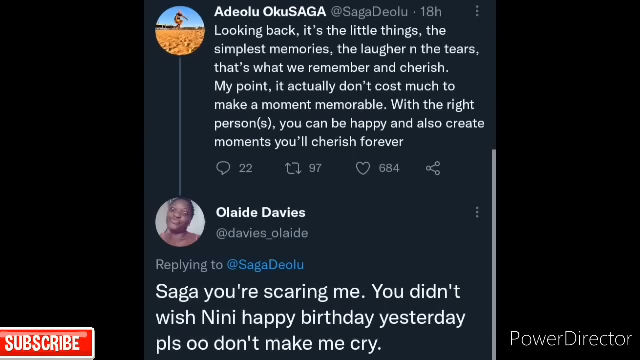 Adeolu OkuSAGA @SagaDeolu · 18h
Looking back, it's the little things, the
simplest memories, the laugher n the tears,
that's what we remember and cherish.
My point, it actually don't cost much to
make a moment memorable. With the right
person(s), you can be happy and also create
moments you'll cherish forever
22 97 684
Olaide Davies
@davies_olaide
Replying to @SagaDeolu
Saga you're scaring me. You didn't
wish Nini happy birthday yesterday
pls oo don't make me cry.
SUBSCRIBE
PowerDirector